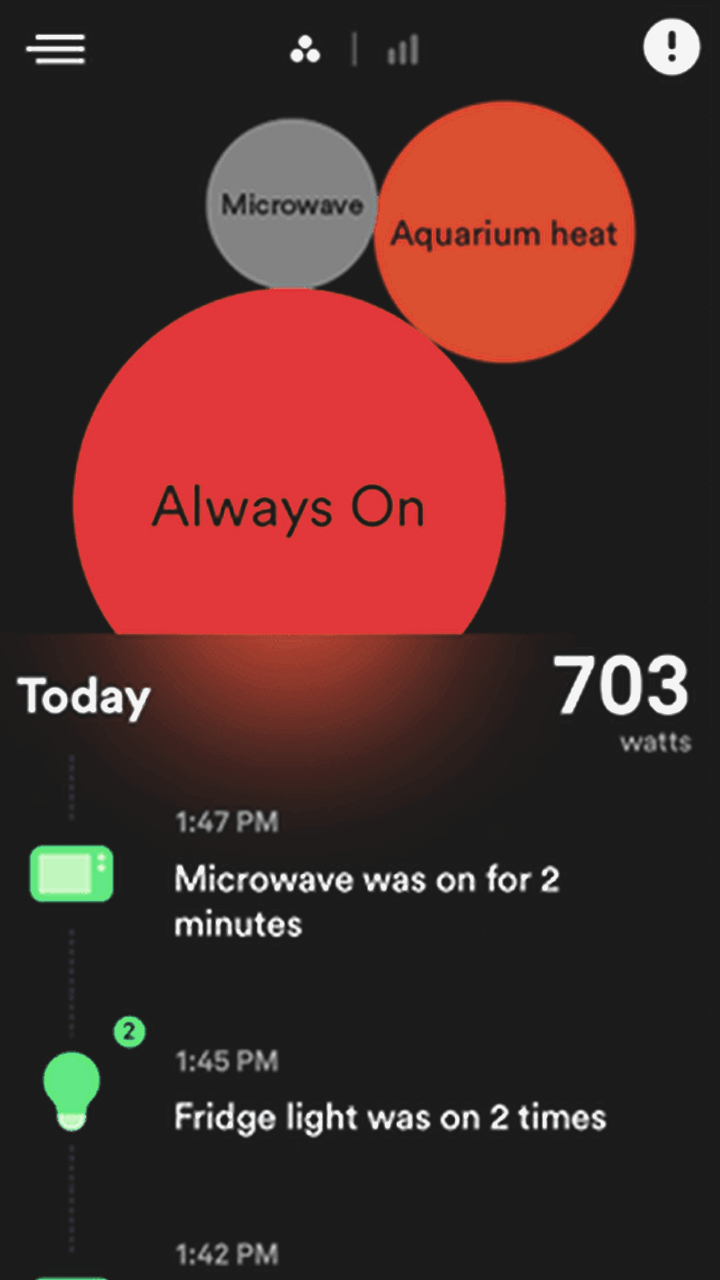 Microwave
Aquarium heat
Always On
Today
703
watts
1:47 PM
Microwave was on for 2
minutes
2
1:45 PM
Fridge light was on 2 times
1:42 PM